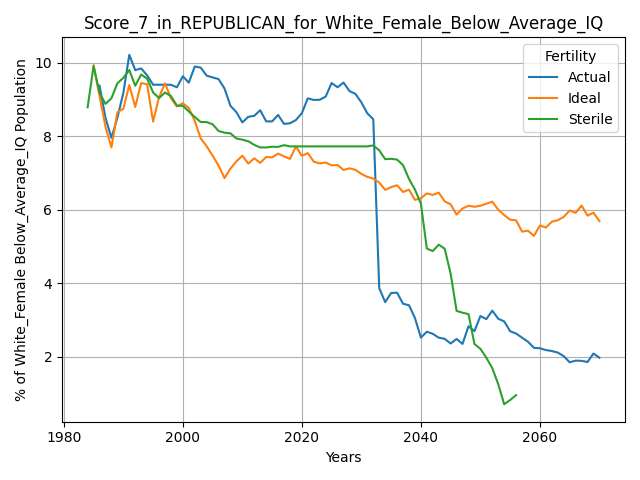 Score_7_in_REPUBLICAN_for_White_Female_Below_Average_IQ
Fertility
Actual
Ideal
Sterile
% of White_Female Below_Average_IQ Population
10
8
6
4
2
1980
2000
2020
2040
2060
Years